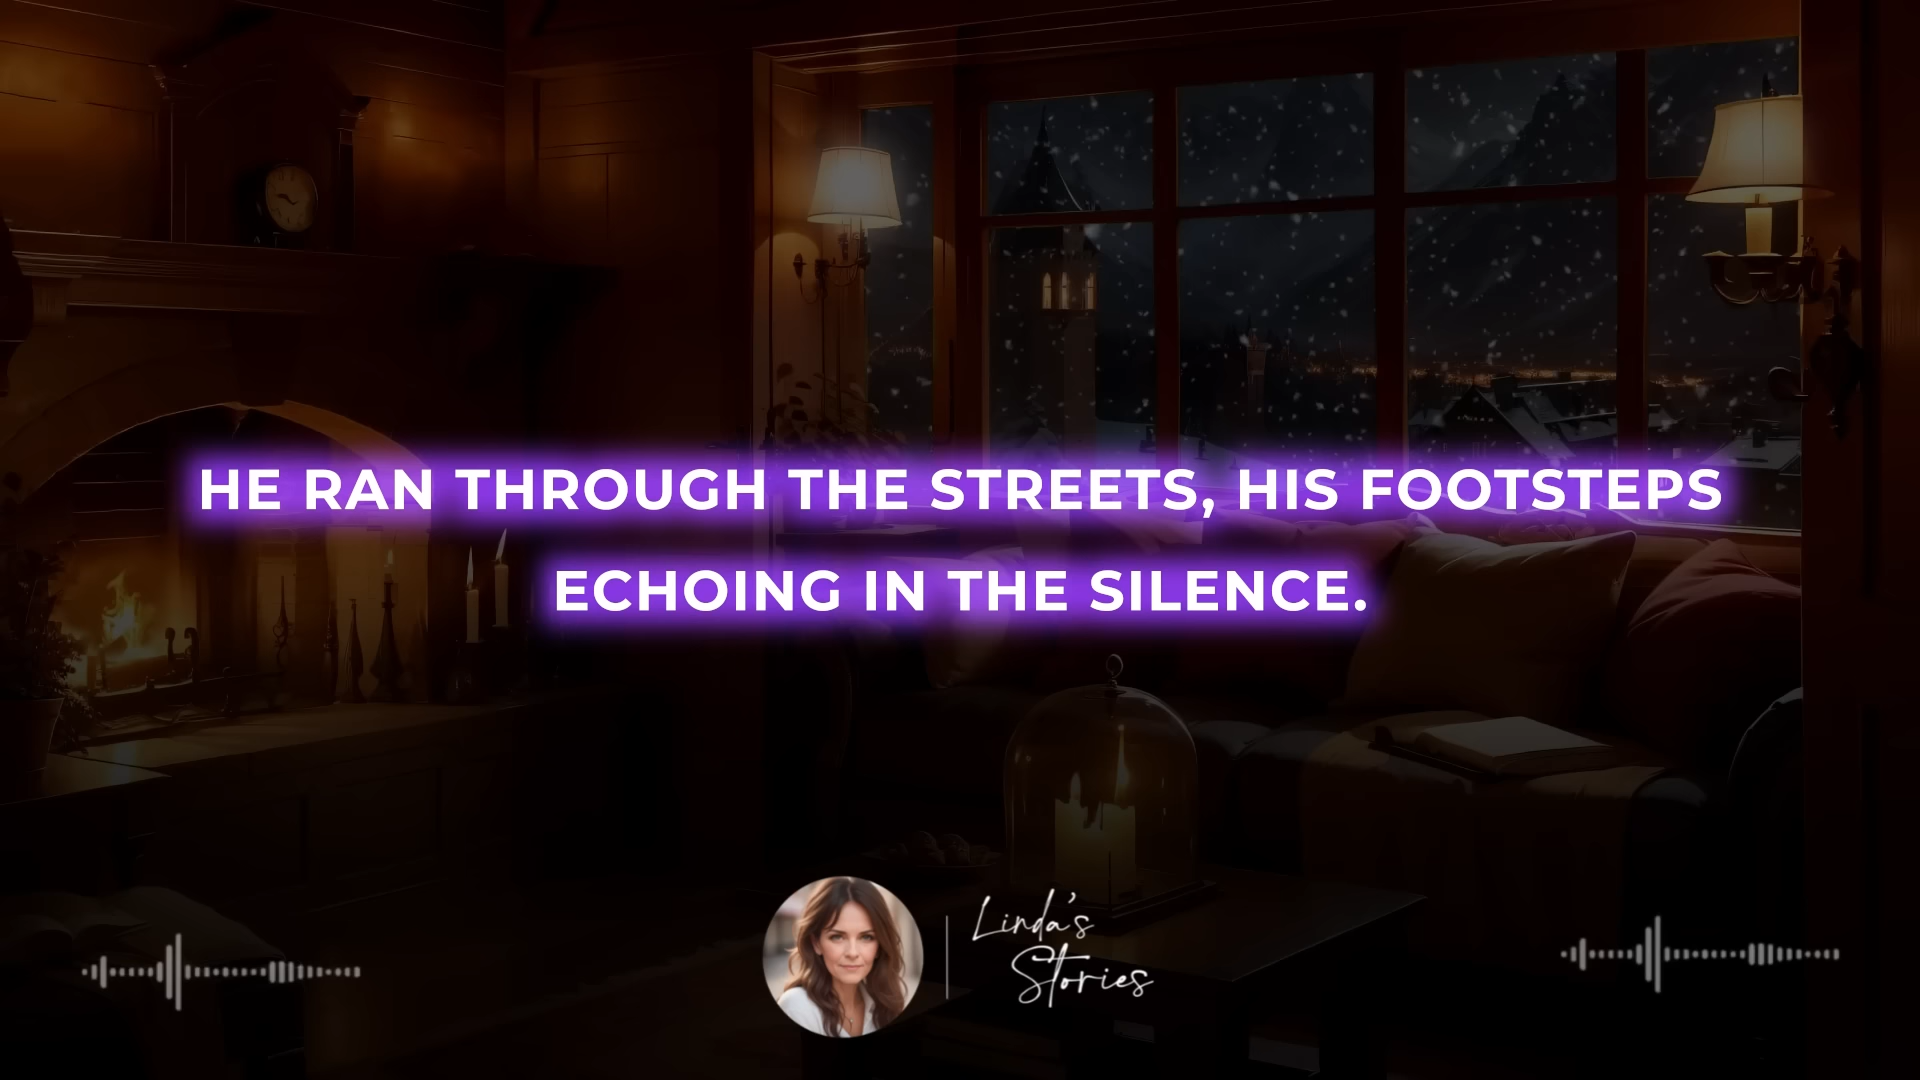 HE RAN THROUGH THE STREETS, HIS FOOTSTEPS
ECHOING IN THE SILENCE.
Linda's
Stories